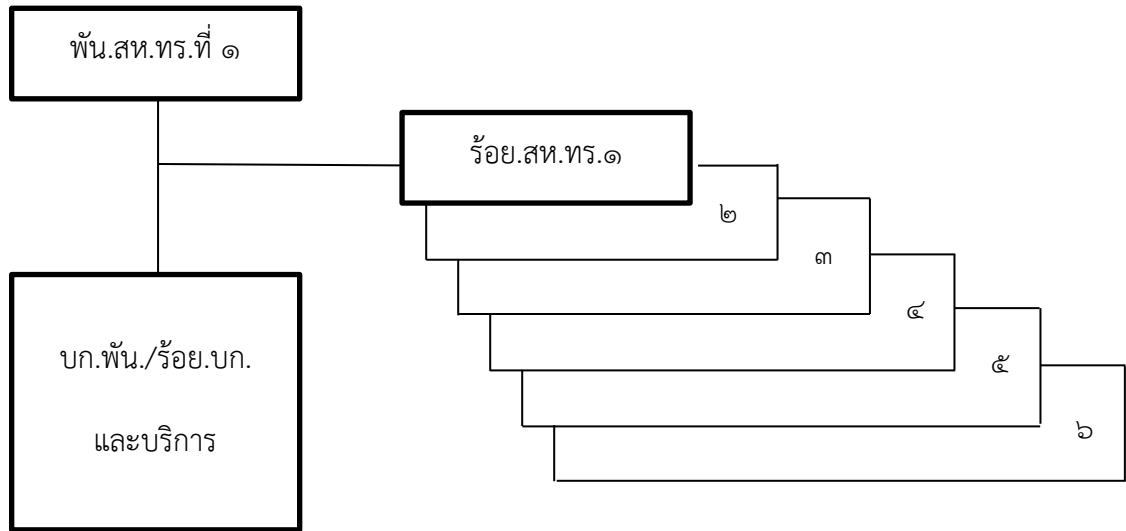 พัน.สห.ทร.ที่ ๑
ร้อย.สห.ทร.๑
๒
๓
๔
๕
๖
บก.พัน./ร้อย.บก.
และบริการ